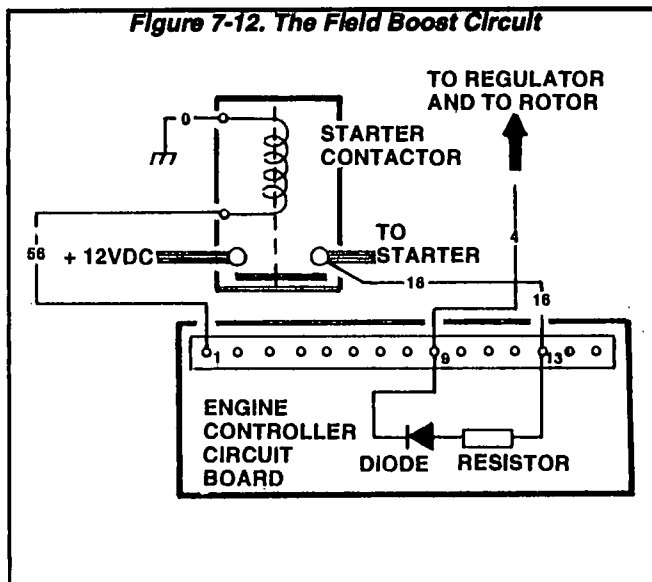 Figure 7-12. The Field Boost Circuit
TO REGULATOR
AND TO ROTOR
0
STARTER
CONTACTOR
4
56
+ 12VDC
TO
STARTER
16
16
1
9
13
ENGINE
CONTROLLER
CIRCUIT
BOARD
DIODE
RESISTOR